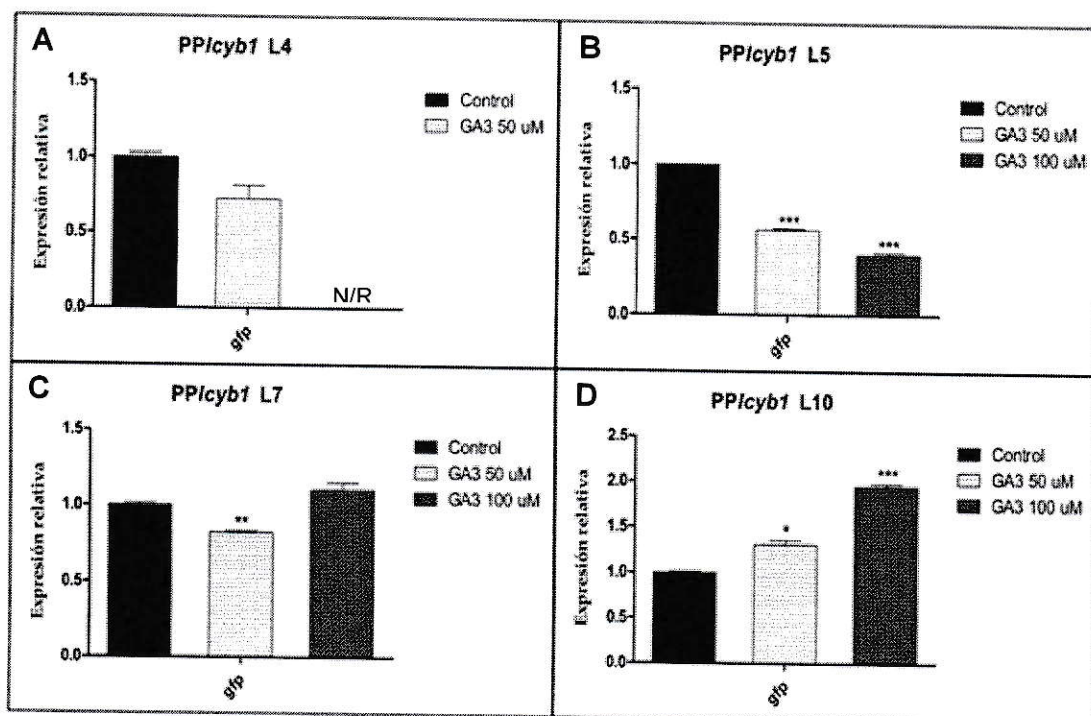 A
PPlcyb1 L4
Expresión relativa
1.5
1.0
0.5
0.0
Control
GA3 50 uM
N/R
gfp
B
PPlcyb1 L5
Expresión relativa
1.5
1.0
0.5
0.0
***
***
Control
GA3 50 uM
GA3 100 uM
gfp
C
PPlcyb1 L7
Expresión relativa
1.5
1.0
0.5
0.0
**
Control
GA3 50 uM
GA3 100 uM
gfp
D
PPlcyb1 L10
Expresión relativa
2.5
2.0
1.5
1.0
0.5
0.0
*
***
Control
GA3 50 uM
GA3 100 uM
gfp